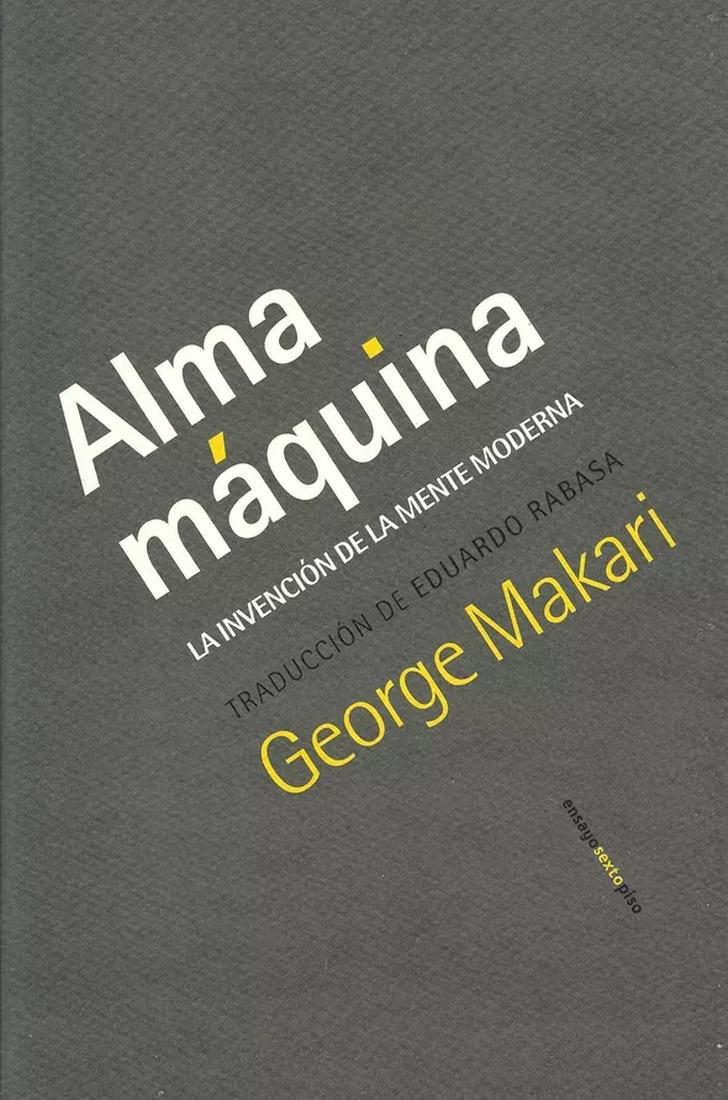 Alma
máquina
LA INVENCIÓN DE LA MENTE MODERNA
TRADUCCIÓN DE EDUARDO RABASA
George Makari
ensayosextopiso